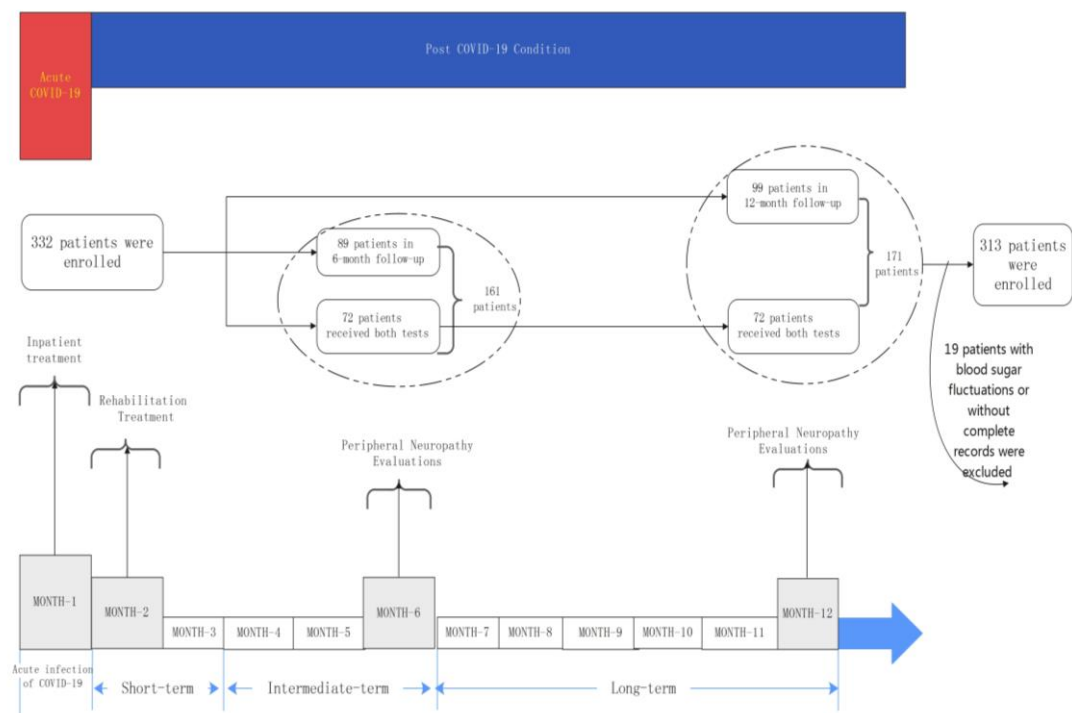 Post COVID-19 Condition
Acute
COVID-19
332 patients were
enrolled
89 patients in
6-month follow-up
72 patients
received both tests
161
patients
99 patients in
12-month follow-up
72 patients
received both tests
171
patients
313 patients
were
enrolled
19 patients with
blood sugar
fluctuations or
without
complete
records were
excluded
Inpatient
treatment
Rehabilitation
Treatment
Peripheral Neuropathy
Evaluations
Peripheral Neuropathy
Evaluations
MONTH-1
MONTH-2
MONTH-3
MONTH-4
MONTH-5
MONTH-6
MONTH-7
MONTH-8
MONTH-9
MONTH-10
MONTH-11
MONTH-12
Acute infection
of COVID-19
Short-term
Intermediate-term
Long-term